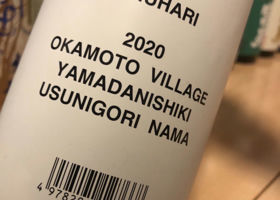 2020
OKAMOTO VILLAGE
YAMADANISHIKI
USUNIGORI NAMA